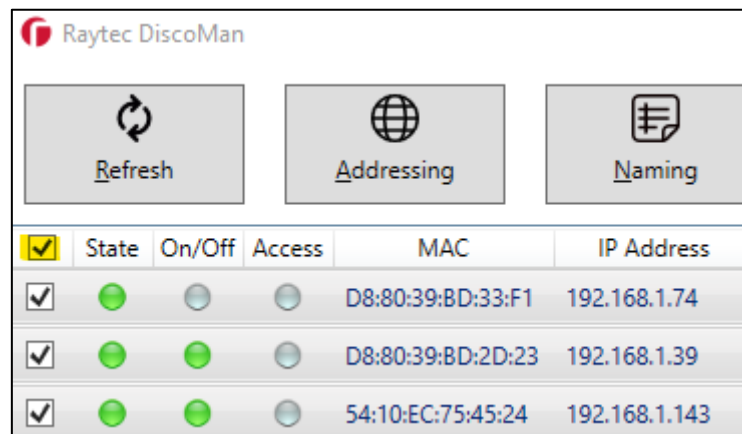 Raytec DiscoMan
Refresh Addressing Naming
State On/Off Access MAC IP Address
D8:80:39:BD:33:F1 192.168.1.74
D8:80:39:BD:2D:23 192.168.1.39
54:10:EC:75:45:24 192.168.1.143